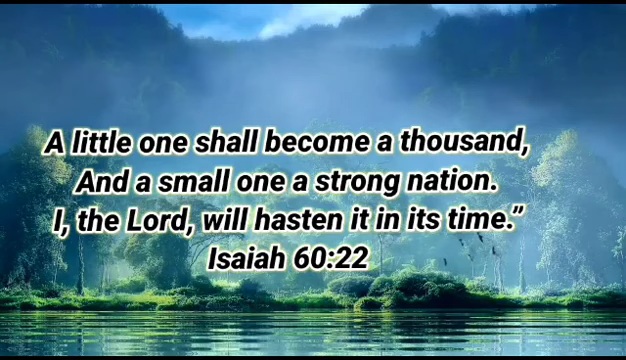 A little one shall become a thousand,
And a small one a strong nation.
I, the Lord, will hasten it in its time.”
Isaiah 60:22